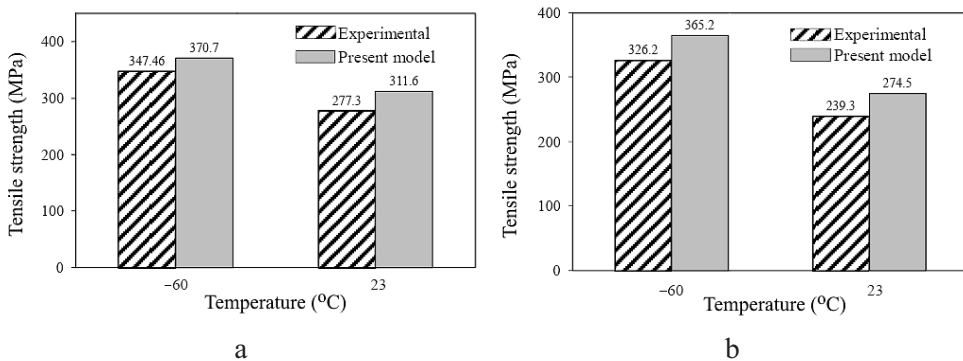 Tensile strength (MPa)
400
300
200
100
0
Experimental
Present model
347.46
370.7
277.3
311.6
−60
23
Temperature (°C)
a
Tensile strength (MPa)
400
300
200
100
0
Experimental
Present model
326.2
365.2
239.3
274.5
−60
23
Temperature (°C)
b